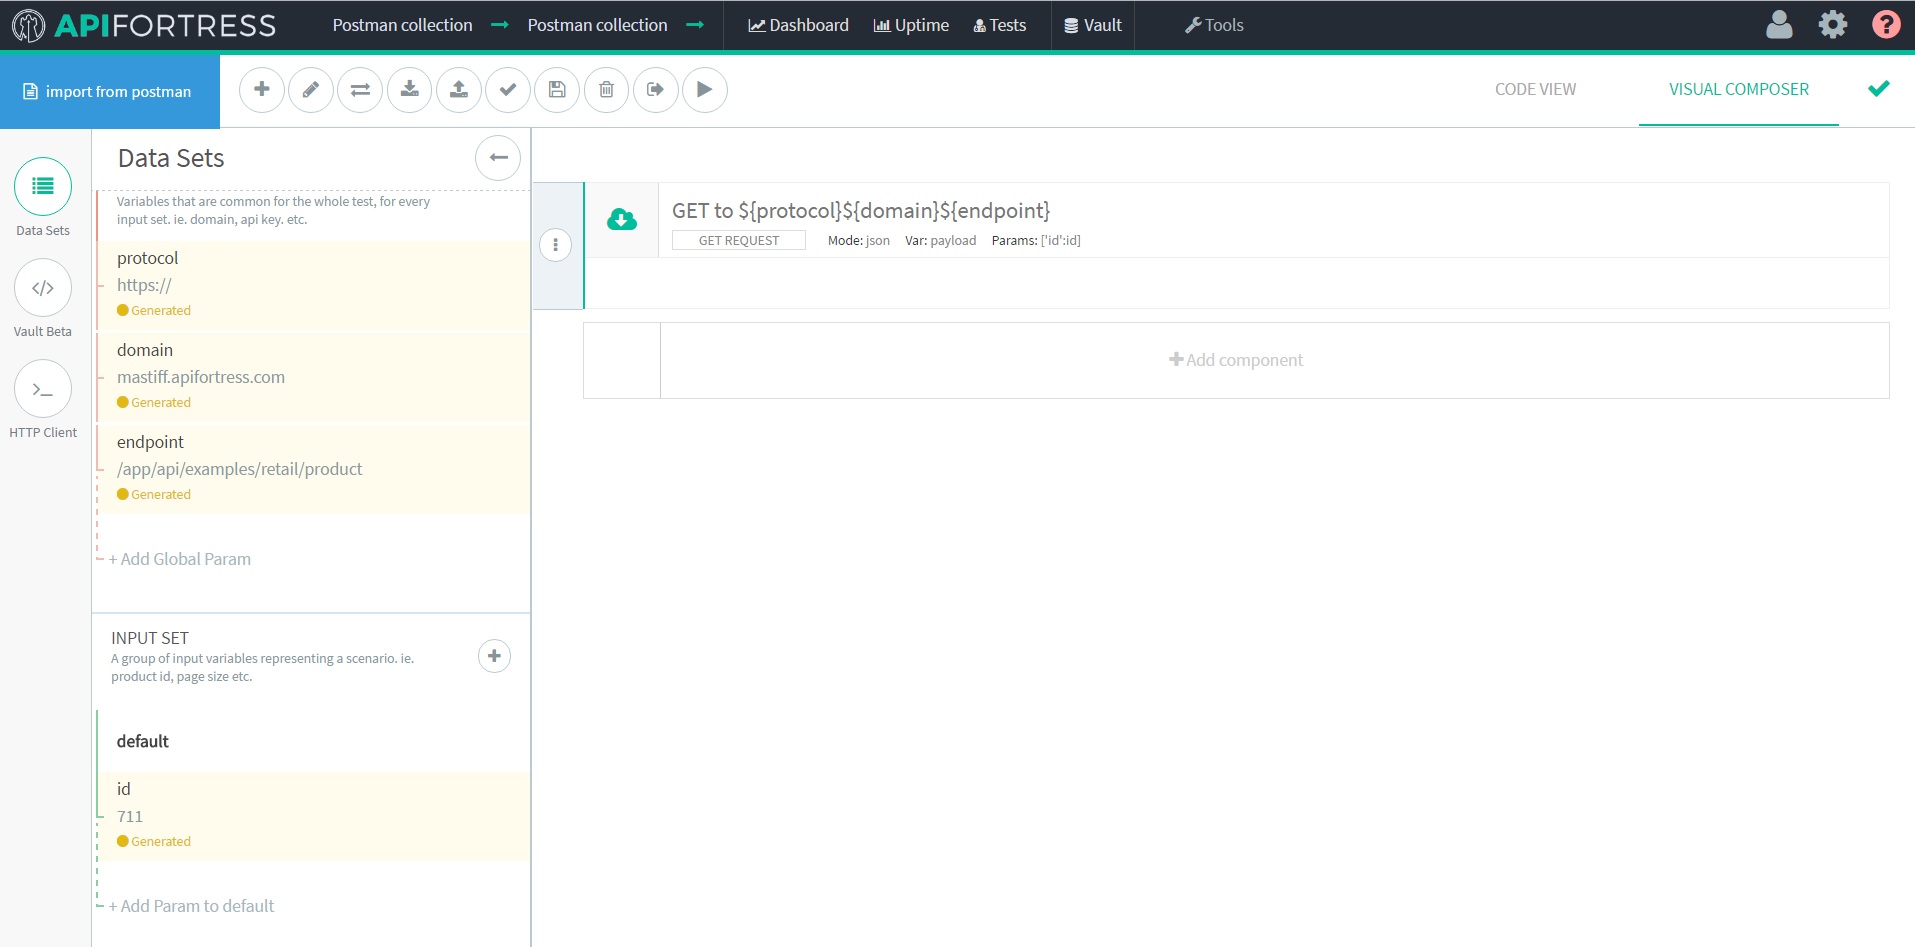 APIFORTRESS
Postman collection
Postman collection
Dashboard
Uptime
Tests
Vault
Tools
?
import from postman
CODE VIEW
VISUAL COMPOSER
Data Sets
Vault Beta
HTTP Client
Data Sets
Variables that are common for the whole test, for every
input set. ie. domain, api key. etc.
protocol
https://
Generated
domain
mastiff.apifortress.com
Generated
endpoint
/app/api/examples/retail/product
Generated
+ Add Global Param
INPUT SET
A group of input variables representing a scenario. ie.
product id, page size etc.
default
id
711
Generated
+ Add Param to default
GET to ${protocol}${domain}${endpoint}
GET REQUEST Mode: json Var: payload Params: ['id':id]
Add component